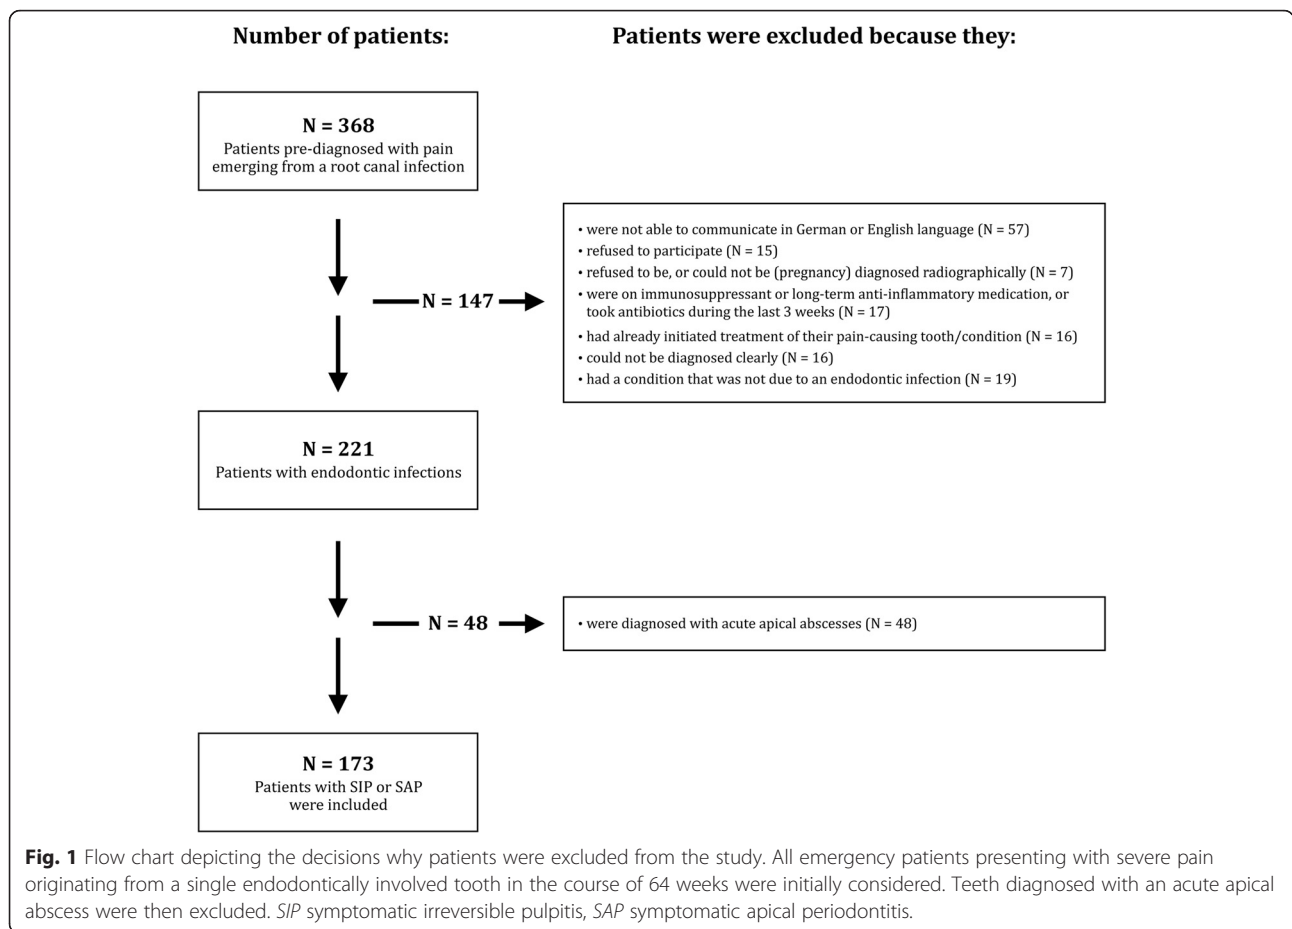 Number of patients:
Patients were excluded because they:
N = 368
Patients pre-diagnosed with pain
emerging from a root canal infection
N = 147
• were not able to communicate in German or English language (N = 57)
• refused to participate (N = 15)
• refused to be, or could not be (pregnancy) diagnosed radiographically (N = 7)
• were on immunosuppressant or long-term anti-inflammatory medication, or
took antibiotics during the last 3 weeks (N = 17)
• had already initiated treatment of their pain-causing tooth/condition (N = 16)
• could not be diagnosed clearly (N = 16)
• had a condition that was not due to an endodontic infection (N = 19)
N = 221
Patients with endodontic infections
N = 48
• were diagnosed with acute apical abscesses (N = 48)
N = 173
Patients with SIP or SAP
were included
Fig. 1 Flow chart depicting the decisions why patients were excluded from the study. All emergency patients presenting with severe pain
originating from a single endodontically involved tooth in the course of 64 weeks were initially considered. Teeth diagnosed with an acute apical
abscess were then excluded. SIP symptomatic irreversible pulpitis, SAP symptomatic apical periodontitis.